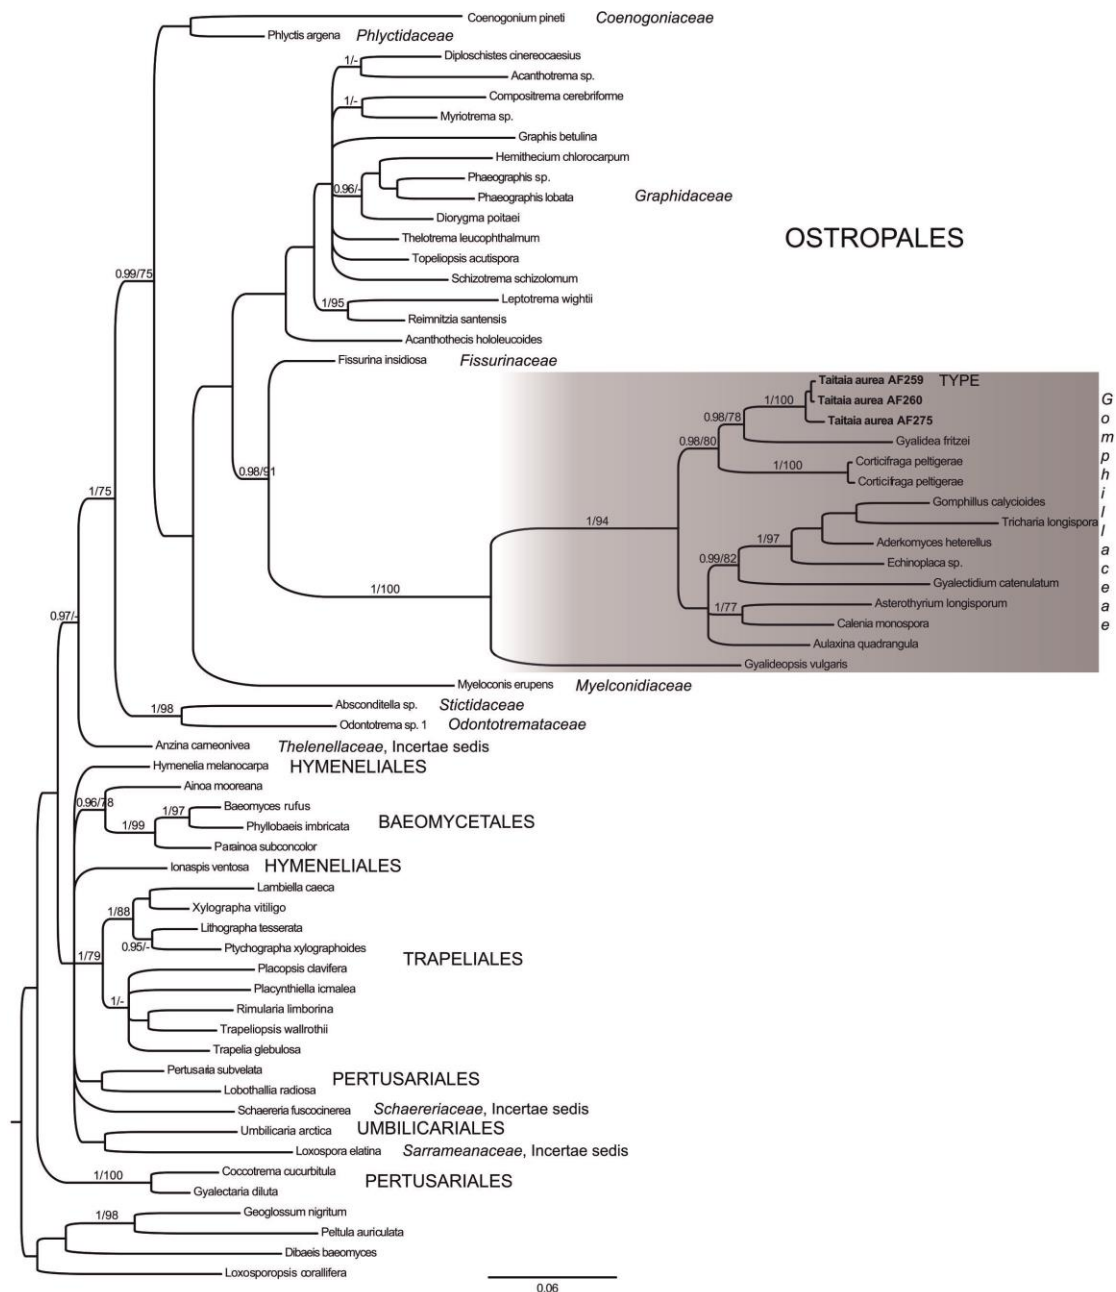 Coenogonium pineti Coenogoniaceae
Phlyctis argena Phlyctidaceae
Diploschistes cinereocaesius
1/-
Acanthotrema sp.
Compositrema cerebriforme
1/-
Myriotrema sp.
Graphis betulina
Hemithecium chlorocarpum
Phaeographis sp.
0.96/-
Phaeographis lobata Graphidaceae
Diorygma poitaei
OSTROPALES
Thelotrema leucophthalmum
Topeliopsis acutispora
0.99/75
Schizotrema schizolomum
Leptotrema wightii
1/95
Reimnitzia santensis
Acanthothecis hololeucoides
Fissurina insidiosa Fissurinaceae
Taitaia aurea AF259 TYPE
1/100
Taitaia aurea AF260
0.98/78
Taitaia aurea AF275
0.98/80
Gyalidea fritzei
Corticifraga peltigerae
0.98/91
1/100
Corticifraga peltigerae
Gomphillaceae
1/75
Gomphillus calycioides
1/94
Tricharia longispora
1/97
Aderkomyces heterellus
0.99/82
Echinoplaca sp.
Gyalectidium catenulatum
1/100
Asterothyrium longisporum
1/77
0.97/-
Calenia monospora
Aulaxina quadrangula
Gyalideopsis vulgaris
Myeloconis erupens Myelconidiaceae
Absconditella sp. Stictidaceae
1/98
Odontotrema sp. 1 Odontotremataceae
Anzina carneonivea Thelenellaceae, Incertae sedis
Hymenelia melanocarpa HYMENELIALES
Ainoa mooreana
0.96/78
Baeomyces rufus
1/97
BAEOMYCETALES
Phyllobaeis imbricata
1/99
Parainoa subconcolor
Ionaspis ventosa HYMENELIALES
Lambiella caeca
1/88
Xylographa vitiligo
Lithographa tesserata
0.95/-
Ptychographa xylographoides
1/79
TRAPELIALES
Placopsis clavifera
Placynthiella icmalea
1/-
Rimularia limborina
Trapeliopsis wallrothii
Trapelia glebulosa
Pertusaria subvelata
PERTUSARIALES
Lobothallia radiosa
Schaereria fuscocinerea Schaereriaceae, Incertae sedis
Umbilicaria arctica UMBILICARIALES
Loxospora elatina Sarrameanaceae, Incertae sedis
Coccotrema cucurbitula
1/100
PERTUSARIALES
Gyalectaria diluta
Geoglossum nigritum
1/98
Peltula auriculata
Dibaeis baeomyces
Loxosporopsis corallifera
0.06